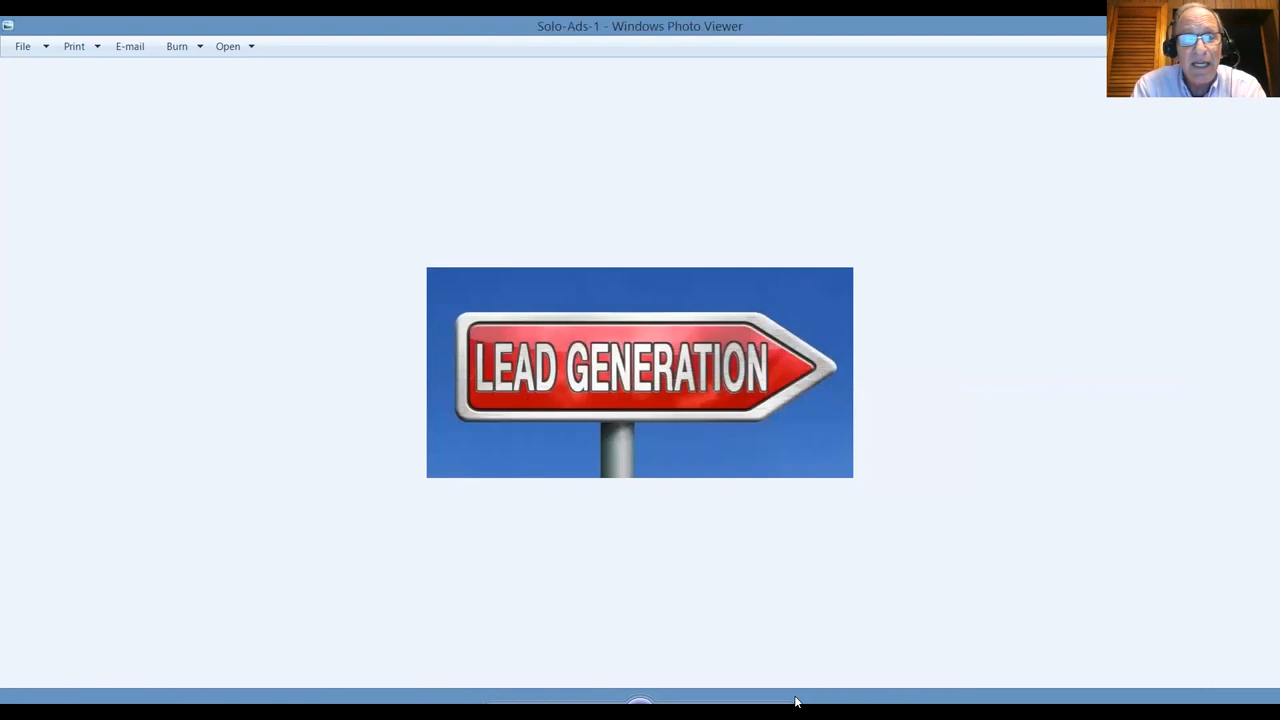 Solo-Ads-1 - Windows Photo Viewer
File Print E-mail Burn Open
LEAD GENERATION